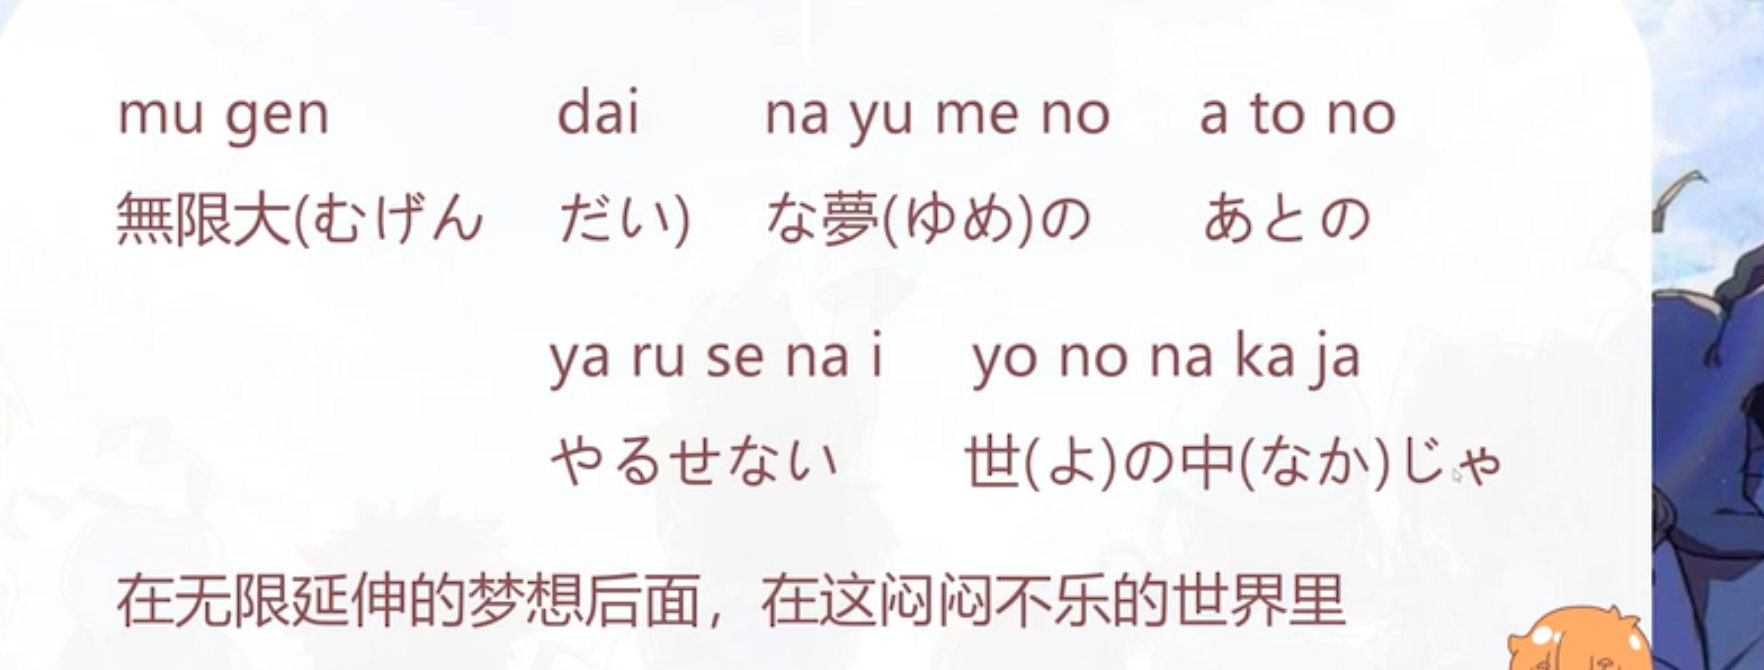 mu gen dai na yu me no a to no
無限大(むげん だい) な夢(ゆめ)の あとの
ya ru se na i yo no na ka ja
やるせない 世(よ)の中(なか)じゃ
在无限延伸的梦想后面，在这闷闷不乐的世界里